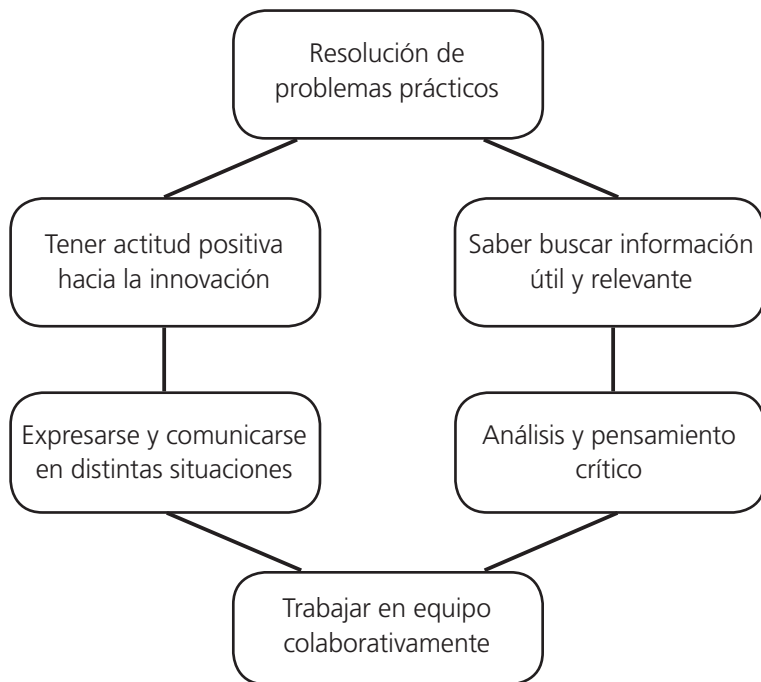 Resolución de
problemas prácticos
Tener actitud positiva
hacia la innovación
Saber buscar información
útil y relevante
Expresarse y comunicarse
en distintas situaciones
Análisis y pensamiento
crítico
Trabajar en equipo
colaborativamente